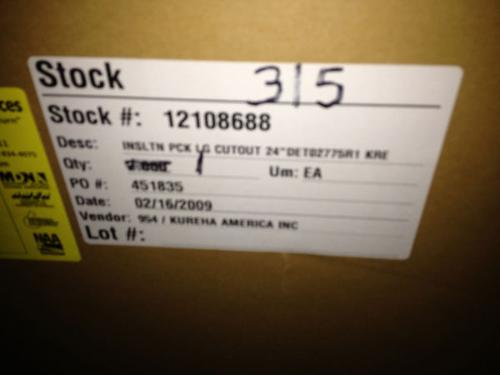 Stock 315
Stock #: 12108688
Desc: INSLTN PCK LG CUTOUT 24"DET02775R1 KRE
Qty: 1 Um: EA
PO #: 451835
Date: 02/16/2009
Vendor: 954 / KUREHA AMERICA INC
Lot #:
ces